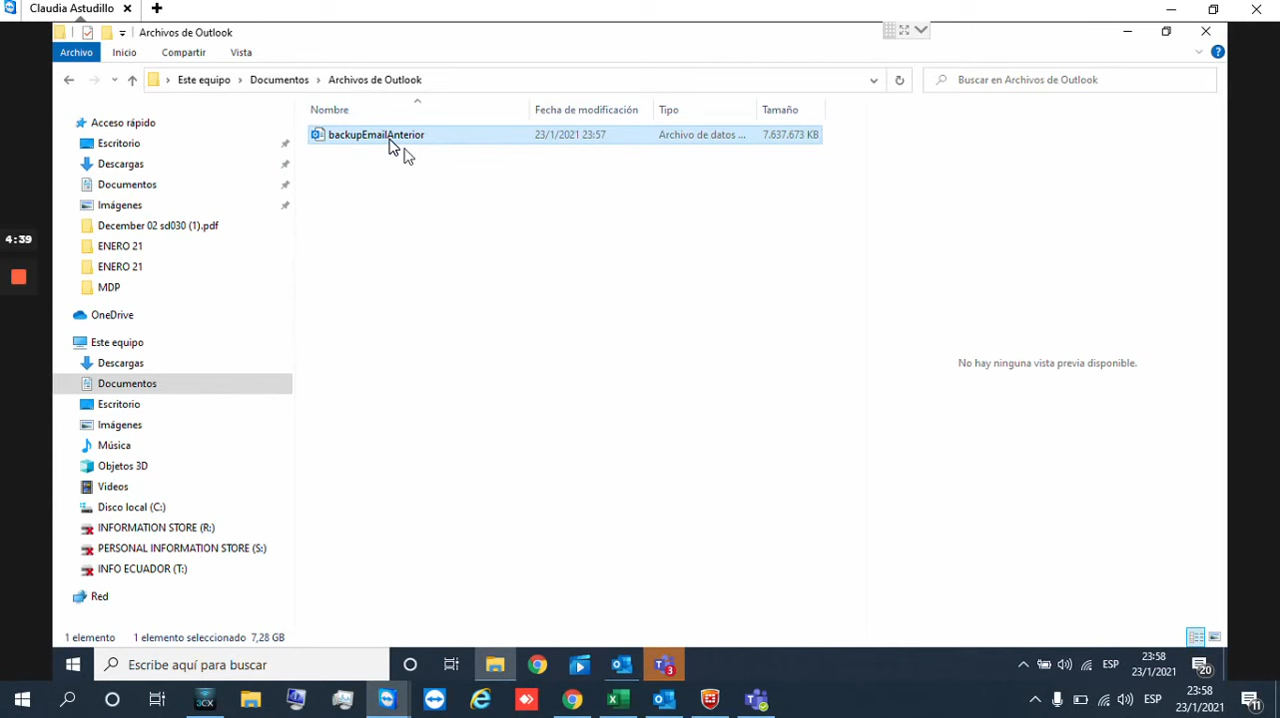 Claudia Astudillo
Archivos de Outlook
Archivo Inicio Compartir Vista
Este equipo Documentos Archivos de Outlook
Buscar en Archivos de Outlook
Nombre Fecha de modificación Tipo Tamaño
backupEmailAnterior 23/1/2021 23:57 Archivo de datos ... 7.637.673 KB
Acceso rápido
Escritorio
Descargas
Documentos
Imágenes
December 02 sd030 (1).pdf
ENERO 21
ENERO 21
MDP
OneDrive
Este equipo
Descargas
Documentos
Escritorio
Imágenes
Música
Objetos 3D
Videos
Disco local (C:)
INFORMATION STORE (R:)
PERSONAL INFORMATION STORE (S:)
INFO ECUADOR (T:)
Red
4:39
No hay ninguna vista previa disponible.
1 elemento 1 elemento seleccionado 7,28 GB
Escribe aquí para buscar
3
ESP
23:58
23/1/2021
20
3CX
ESP
23:58
23/1/2021
11